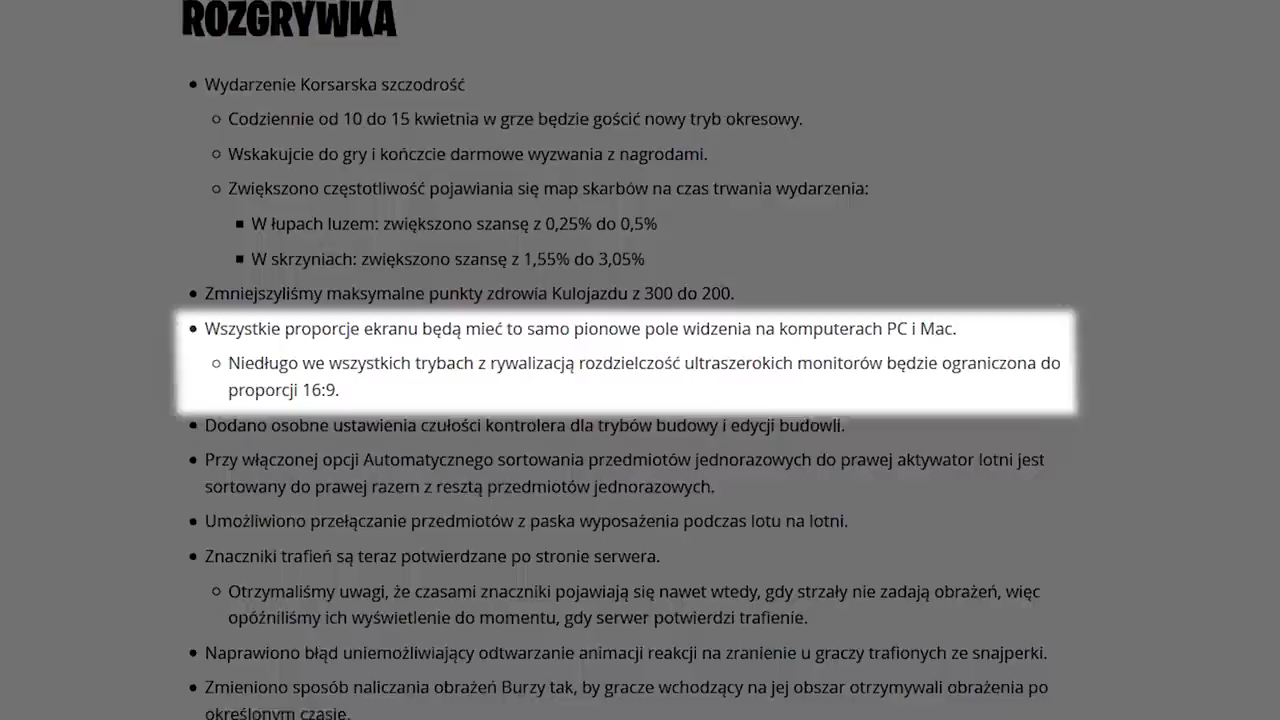 ROZGRYWKA
Wydarzenie Korsarska szczodrość
Codziennie od 10 do 15 kwietnia w grze będzie gościć nowy tryb okresowy.
Wskakujcie do gry i kończcie darmowe wyzwania z nagrodami.
Zwiększono częstotliwość pojawiania się map skarbów na czas trwania wydarzenia:
W łupach luzem: zwiększono szansę z 0,25% do 0,5%
W skrzyniach: zwiększono szansę z 1,55% do 3,05%
Zmniejszyliśmy maksymalne punkty zdrowia Kulojazdu z 300 do 200.
Wszystkie proporcje ekranu będą mieć to samo pionowe pole widzenia na komputerach PC i Mac.
Niedługo we wszystkich trybach z rywalizacją rozdzielczość ultraszerokich monitorów będzie ograniczona do
proporcji 16:9.
Dodano osobne ustawienia czułości kontrolera dla trybów budowy i edycji budowli.
Przy włączonej opcji Automatycznego sortowania przedmiotów jednorazowych do prawej aktywator lotni jest
sortowany do prawej razem z resztą przedmiotów jednorazowych.
Umożliwiono przełączanie przedmiotów z paska wyposażenia podczas lotu na lotni.
Znaczniki trafień są teraz potwierdzane po stronie serwera.
Otrzymaliśmy uwagi, że czasami znaczniki pojawiają się nawet wtedy, gdy strzały nie zadają obrażeń, więc
opóźniliśmy ich wyświetlenie do momentu, gdy serwer potwierdzi trafienie.
Naprawiono błąd uniemożliwiający odtwarzanie animacji reakcji na zranienie u graczy trafionych ze snajperki.
Zmieniono sposób naliczania obrażeń Burzy tak, by gracze wchodzący na jej obszar otrzymywali obrażenia po
określonym czasie.